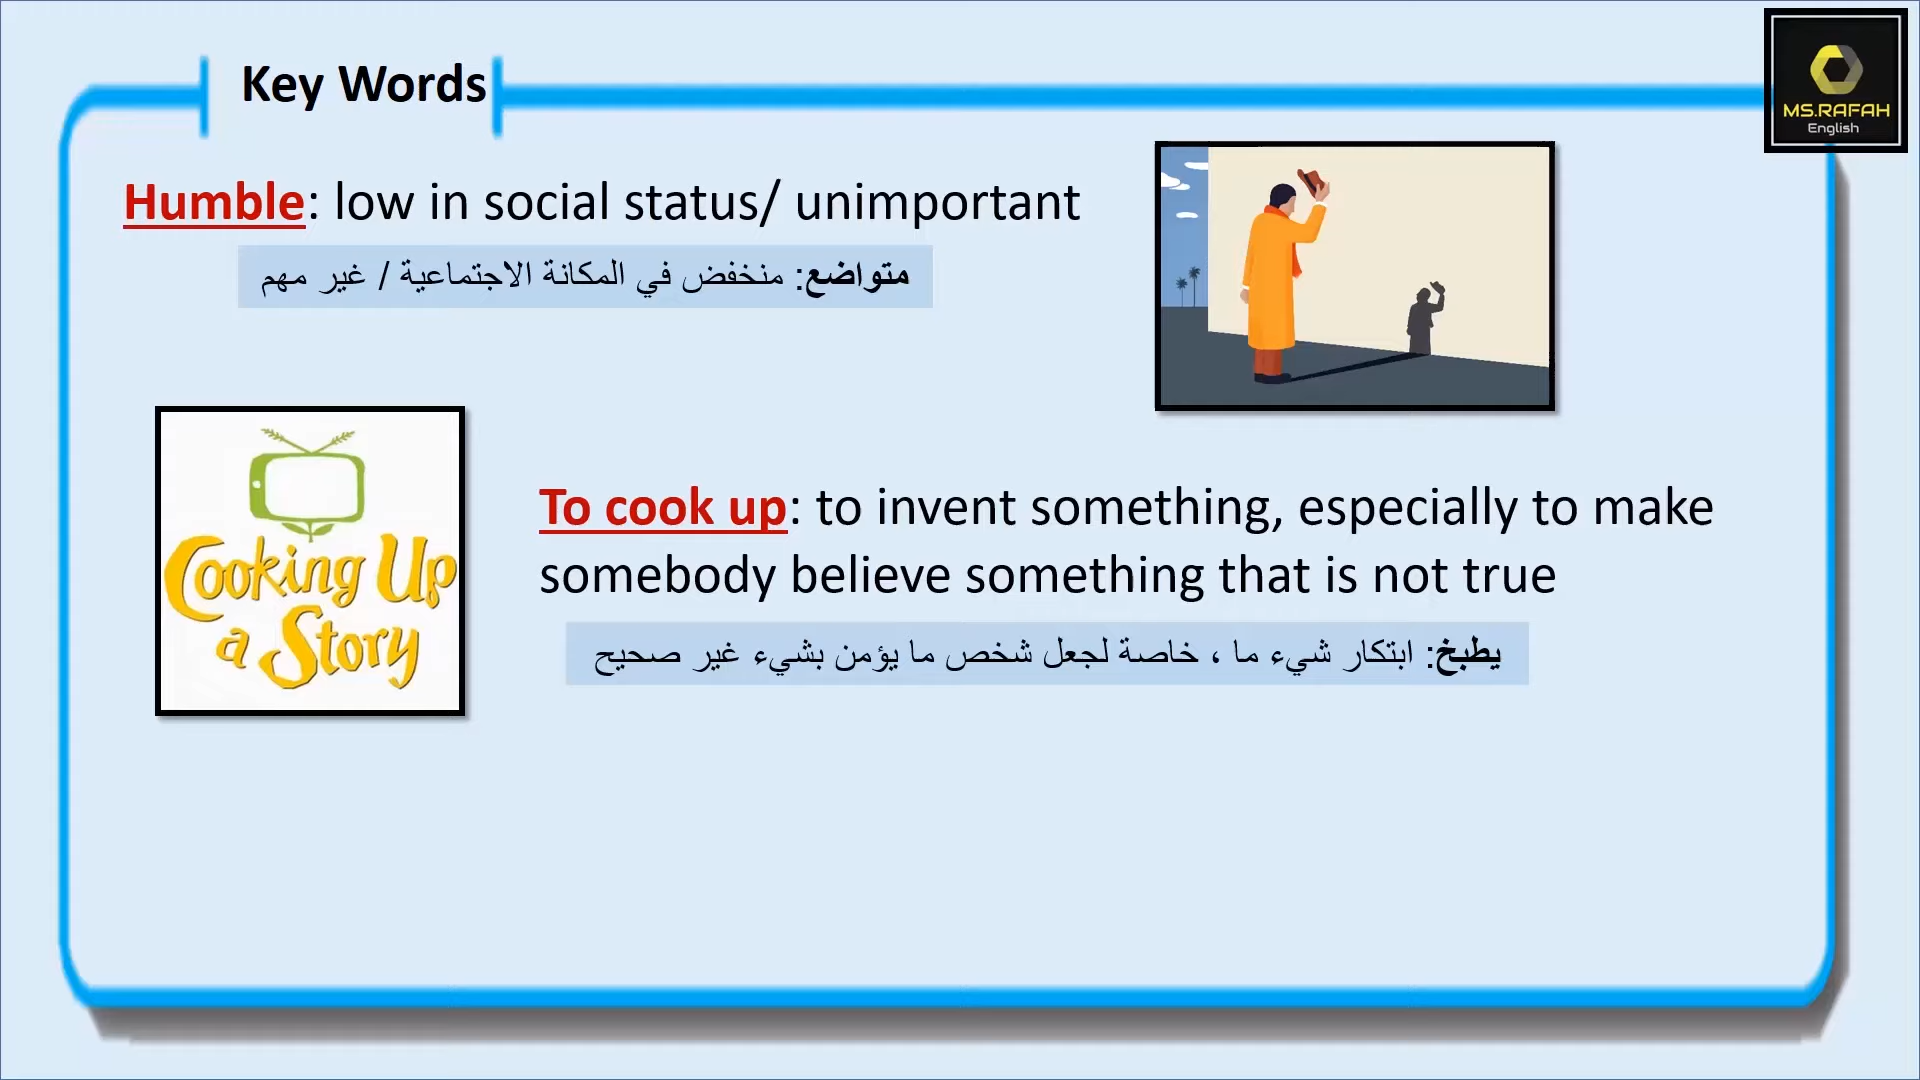 Key Words
MS.RAFAH
English
Humble: low in social status/ unimportant
متواضع: منخفض في المكانة الاجتماعية / غير مهم
Cooking Up
a Story
To cook up: to invent something, especially to make
somebody believe something that is not true
يطبخ: ابتكار شيء ما ، خاصة لجعل شخص ما يؤمن بشيء غير صحيح